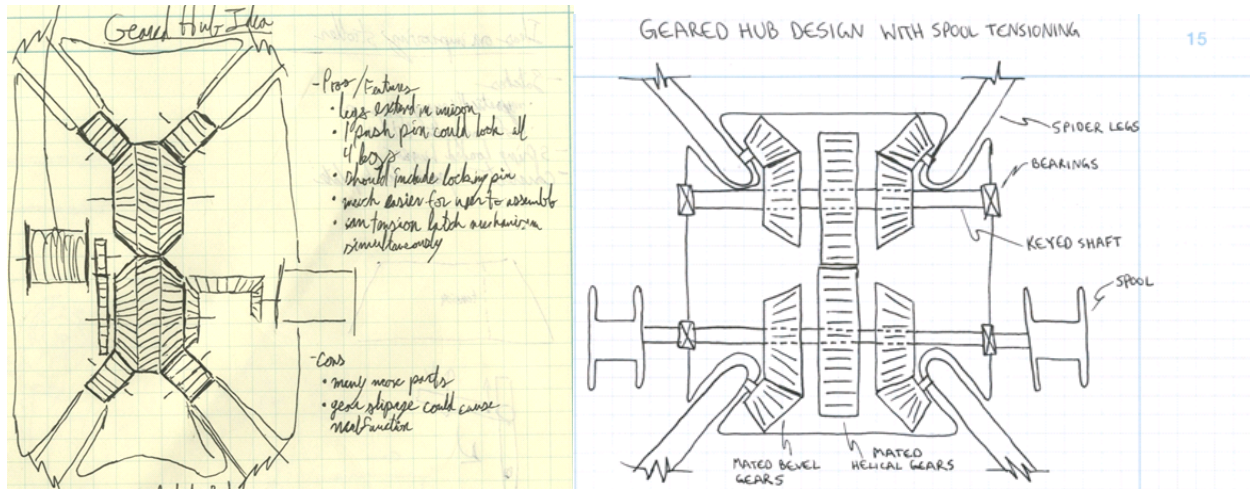 Geared Hub Idea
- Pros/Features
• legs extend in unison
• 1 push pin could lock all
4 legs
• should include locking pin
• much easier for user to assemble
• can tension latch mechanism
simultaneously
- Cons
• many more parts
• gear slippage could cause
malfunction
GEARED HUB DESIGN WITH SPOOL TENSIONING
15
SPIDER LEGS
BEARINGS
KEYED SHAFT
SPOOL
MATED BEVEL
GEARS
MATED
HELICAL GEARS